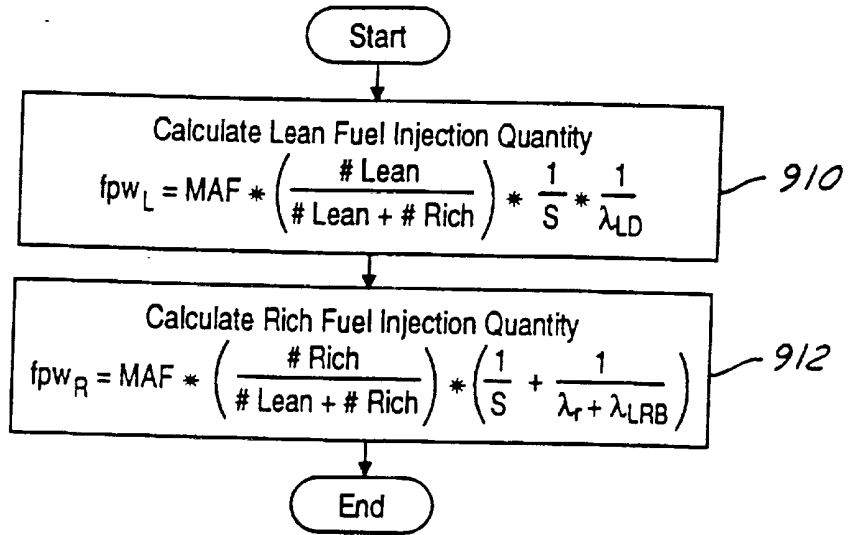 Start
Calculate Lean Fuel Injection Quantity
fpw_L = MAF * (# Lean / (# Lean + # Rich)) * 1/S * 1/λ_LD
910
Calculate Rich Fuel Injection Quantity
fpw_R = MAF * (# Rich / (# Lean + # Rich)) * (1/S + 1/(λ_r + λ_LRB))
912
End